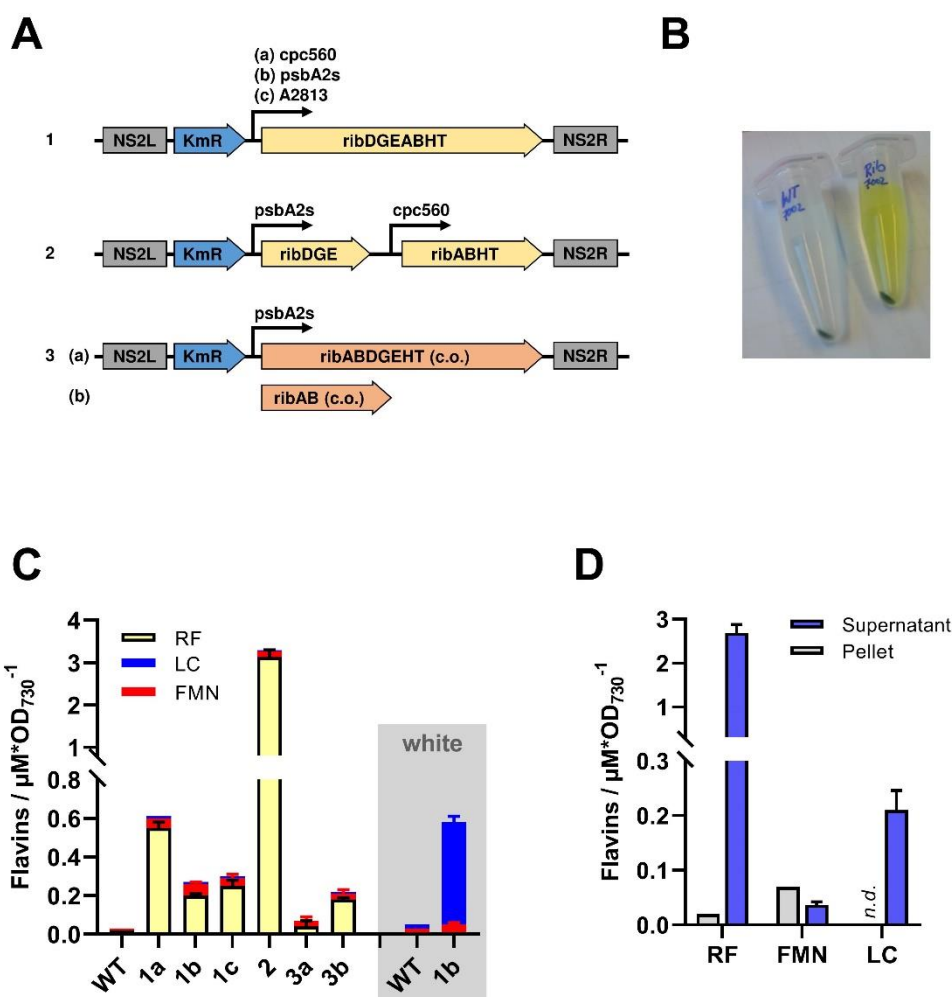 A
(a) cpc560
(b) psbA2s
(c) A2813
1 NS2L KmR ribDGEABHT NS2R
psbA2s cpc560
2 NS2L KmR ribDGE ribABHT NS2R
psbA2s
3 (a) NS2L KmR ribABDGEHT (c.o.) NS2R
(b) ribAB (c.o.)
B
WT
7002
Rib
7002
C
Flavins / µM*OD730-1
4
3
2
1
0.8
0.6
0.4
0.2
0.0
RF
LC
FMN
white
WT 1a 1b 1c 2 3a 3b WT 1b
D
Flavins / µM*OD730-1
3
2
1
0.3
0.2
0.1
0.0
Supernatant
Pellet
n.d.
RF FMN LC